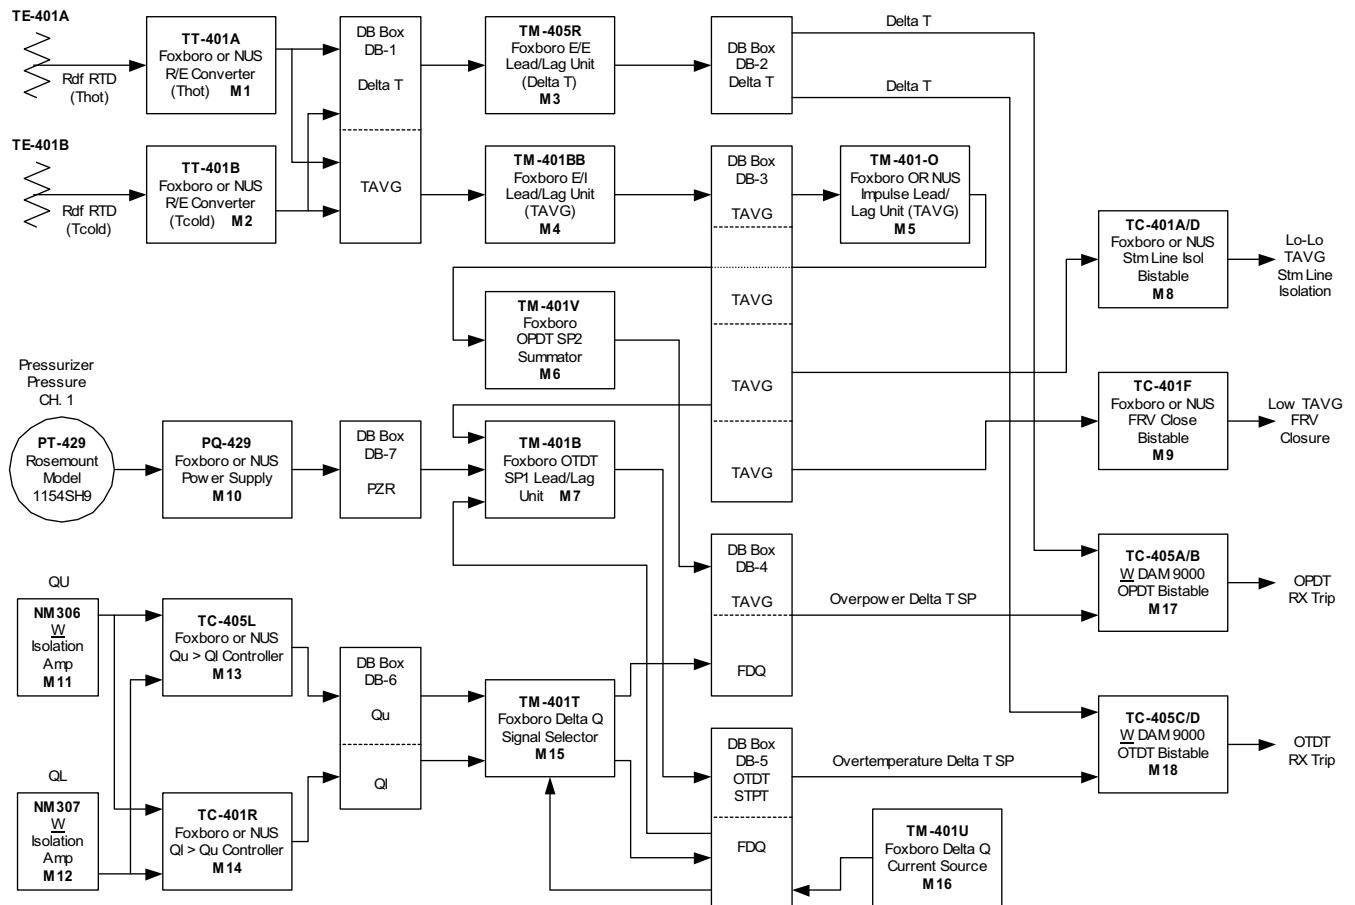 TE-401A
Rdf RTD
(Thot)
TT-401A
Foxboro or NUS
R/E Converter
(Thot) M1
DB Box
DB-1
Delta T
TAVG
TM-405R
Foxboro E/E
Lead/Lag Unit
(Delta T)
M3
DB Box
DB-2
Delta T
Delta T
Delta T
TE-401B
Rdf RTD
(Tcold)
TT-401B
Foxboro or NUS
R/E Converter
(Tcold) M2
TM-401BB
Foxboro E/I
Lead/Lag Unit
(TAVG)
M4
DB Box
DB-3
TAVG
TAVG
TAVG
TAVG
TM-401-O
Foxboro OR NUS
Impulse Lead/
Lag Unit (TAVG)
M5
TC-401A/D
Foxboro or NUS
Stm Line Isol
Bistable
M8
Lo-Lo
TAVG
Stm Line
Isolation
TM-401V
Foxboro
OPDT SP2
Summator
M6
Pressurizer
Pressure
CH. 1
PT-429
Rosemount
Model
1154SH9
PQ-429
Foxboro or NUS
Power Supply
M10
DB Box
DB-7
PZR
TM-401B
Foxboro OTDT
SP1 Lead/Lag
Unit M7
TC-401F
Foxboro or NUS
FRV Close
Bistable
M9
Low TAVG
FRV
Closure
DB Box
DB-4
TAVG
FDQ
Overpower Delta T SP
TC-405A/B
W DAM 9000
OPDT Bistable
M17
OPDT
RX Trip
QU
NM306
W
Isolation
Amp
M11
TC-405L
Foxboro or NUS
Qu > Ql Controller
M13
DB Box
DB-6
Qu
Ql
TM-401T
Foxboro Delta Q
Signal Selector
M15
DB Box
DB-5
OTDT
STPT
FDQ
Overtemperature Delta T SP
TC-405C/D
W DAM 9000
OTDT Bistable
M18
OTDT
RX Trip
QL
NM307
W
Isolation
Amp
M12
TC-401R
Foxboro or NUS
Ql > Qu Controller
M14
TM-401U
Foxboro Delta Q
Current Source
M16